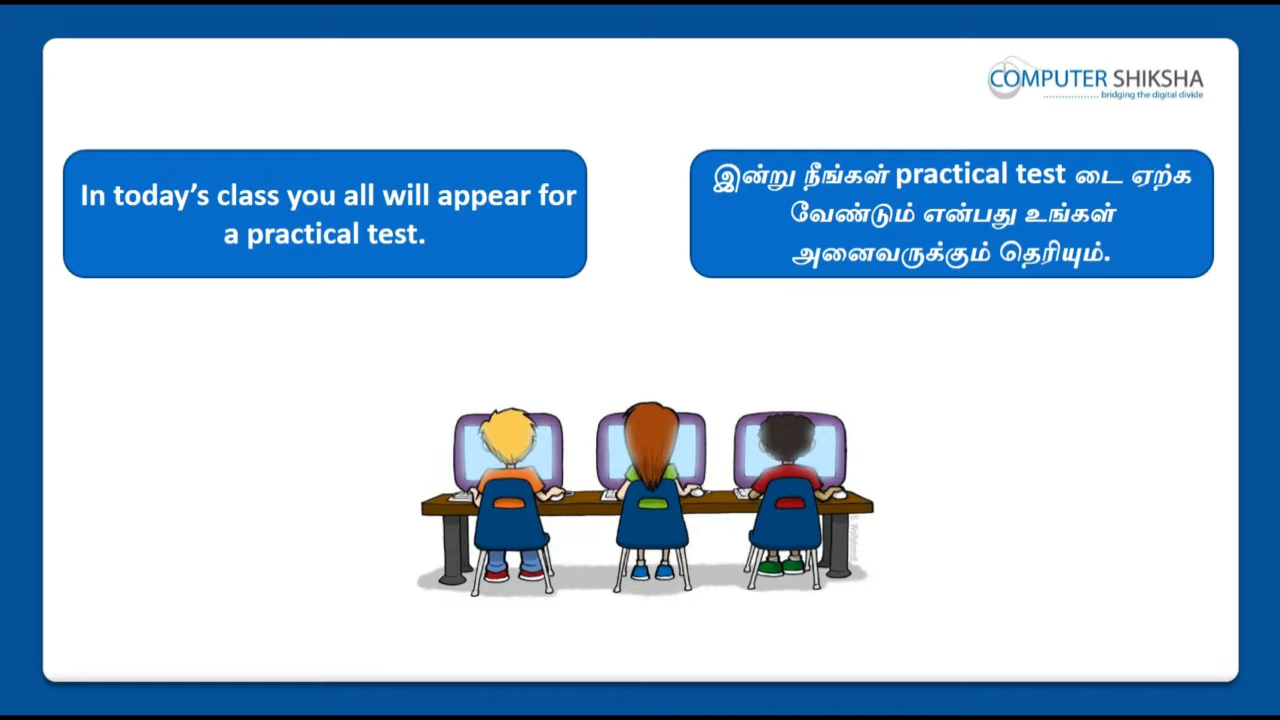 COMPUTER SHIKSHA
bridging the digital divide
In today’s class you all will appear for
a practical test.
இன்று நீங்கள் practical test டை ஏற்க
வேண்டும் என்பது உங்கள்
அனைவருக்கும் தெரியும்.